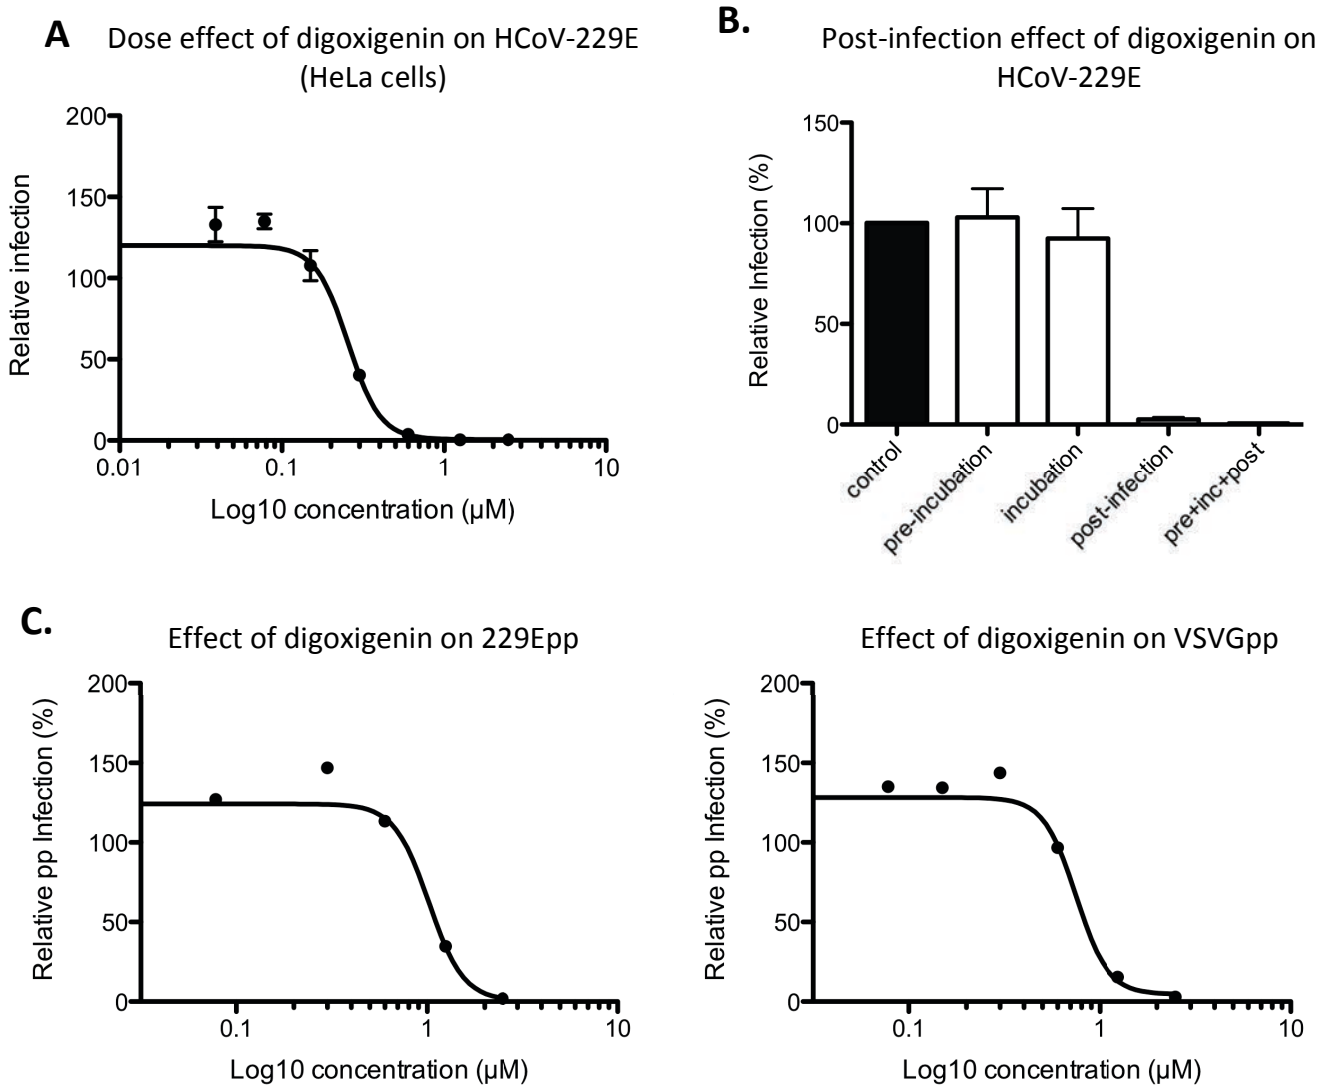 A Dose effect of digoxigenin on HCoV-229E
(HeLa cells)
200
150
100
50
0
Relative infection
0.01 0.1 1 10
Log10 concentration (µM)
B.
Post-infection effect of digoxigenin on
HCoV-229E
150
100
50
0
Relative Infection (%)
control
pre-incubation
incubation
post-infection
pre+inc+post
C.
Effect of digoxigenin on 229Epp
200
150
100
50
0
Relative pp Infection (%)
0.1 1 10
Log10 concentration (µM)
Effect of digoxigenin on VSVGpp
200
150
100
50
0
Relative pp Infection (%)
0.1 1 10
Log10 concentration (µM)